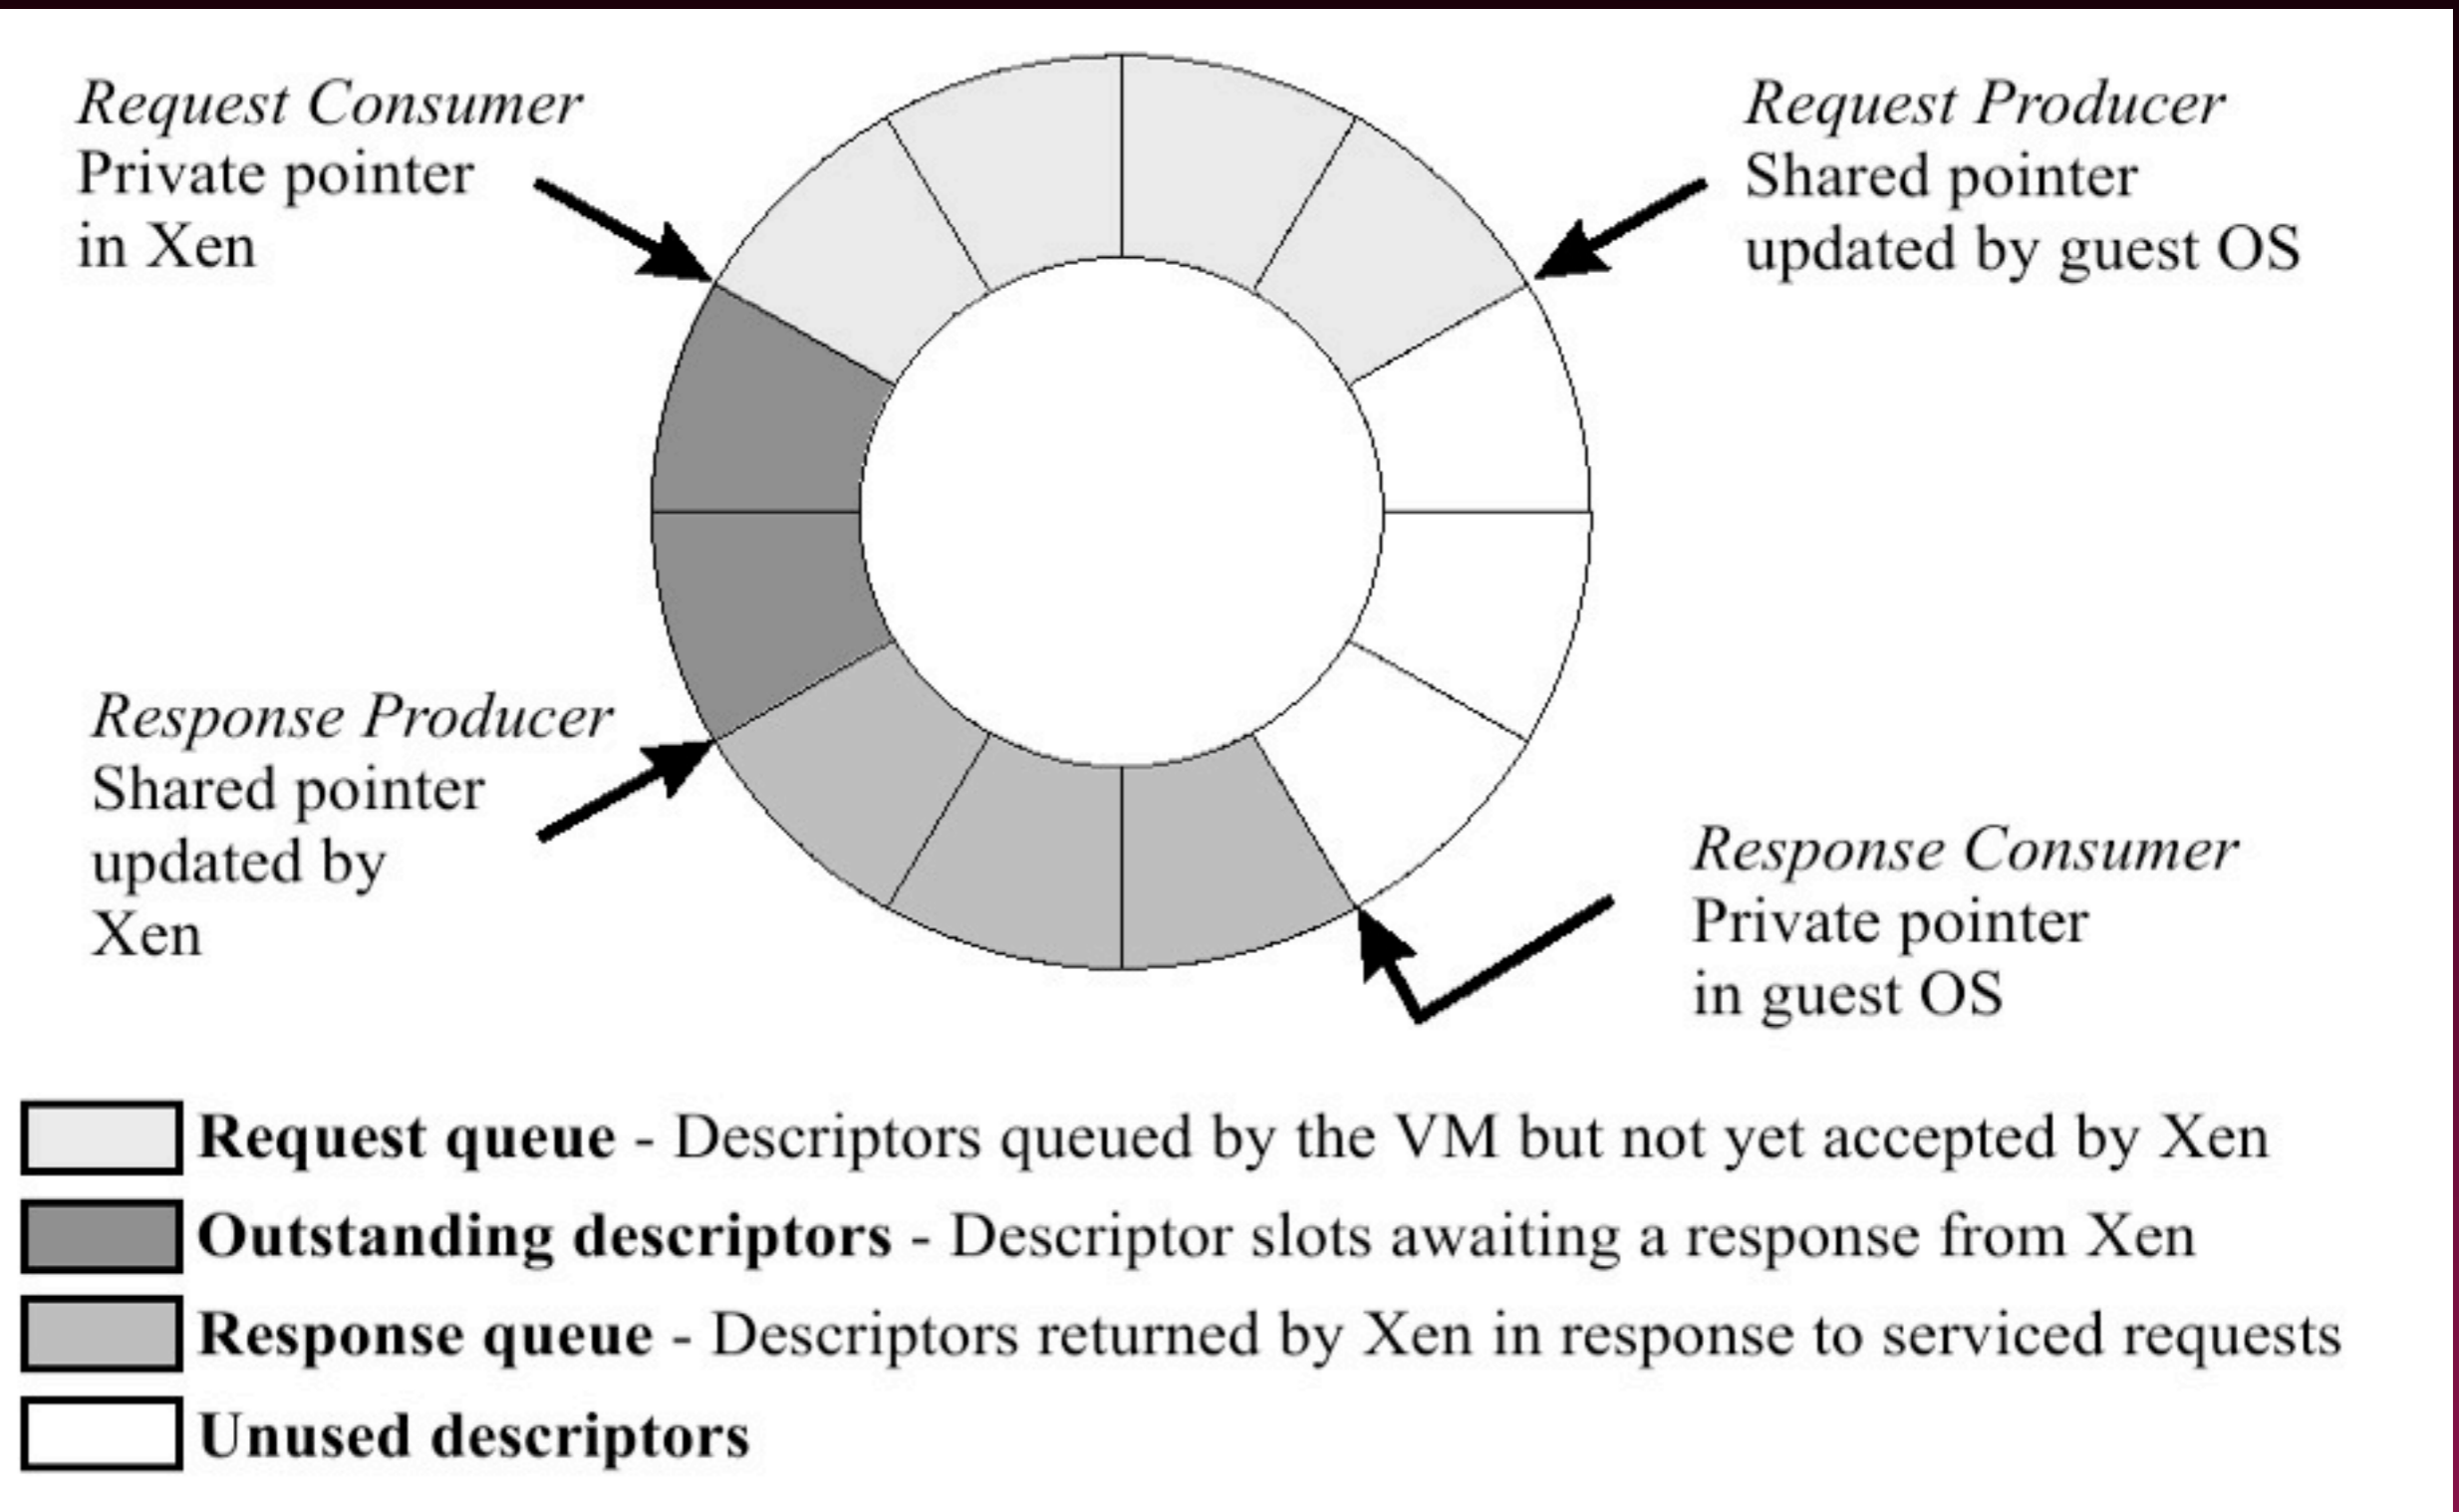 Request Consumer
Private pointer
in Xen
Request Producer
Shared pointer
updated by guest OS
Response Producer
Shared pointer
updated by
Xen
Response Consumer
Private pointer
in guest OS
Request queue - Descriptors queued by the VM but not yet accepted by Xen
Outstanding descriptors - Descriptor slots awaiting a response from Xen
Response queue - Descriptors returned by Xen in response to serviced requests
Unused descriptors